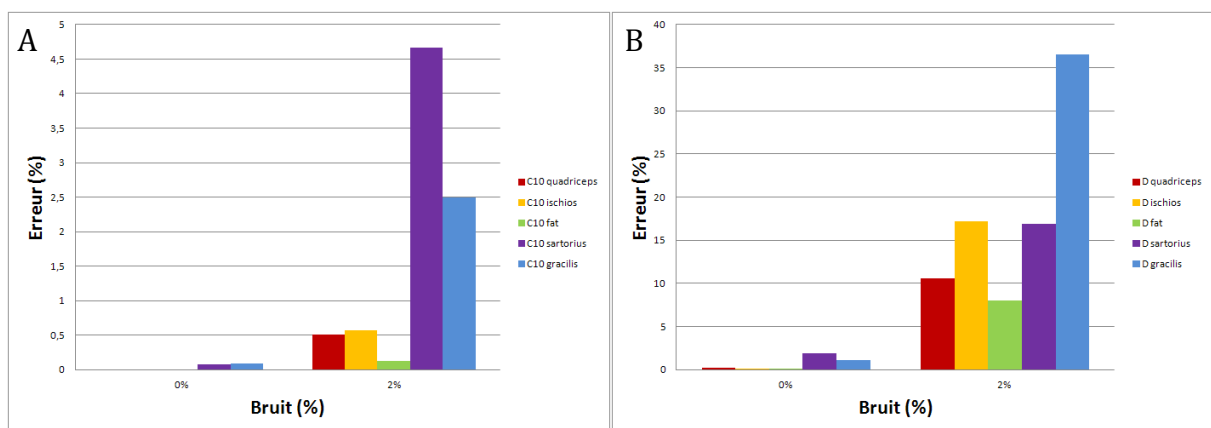 A
5
4,5
4
3,5
3
2,5
2
1,5
1
0,5
0
Erreur (%)
0%
2%
Bruit (%)
C10 quadriceps
C10 ischios
C10 fat
C10 sartorius
C10 gracilis
B
40
35
30
25
20
15
10
5
0
Erreur (%)
0%
2%
Bruit (%)
D quadriceps
D ischios
D fat
D sartorius
D gracilis